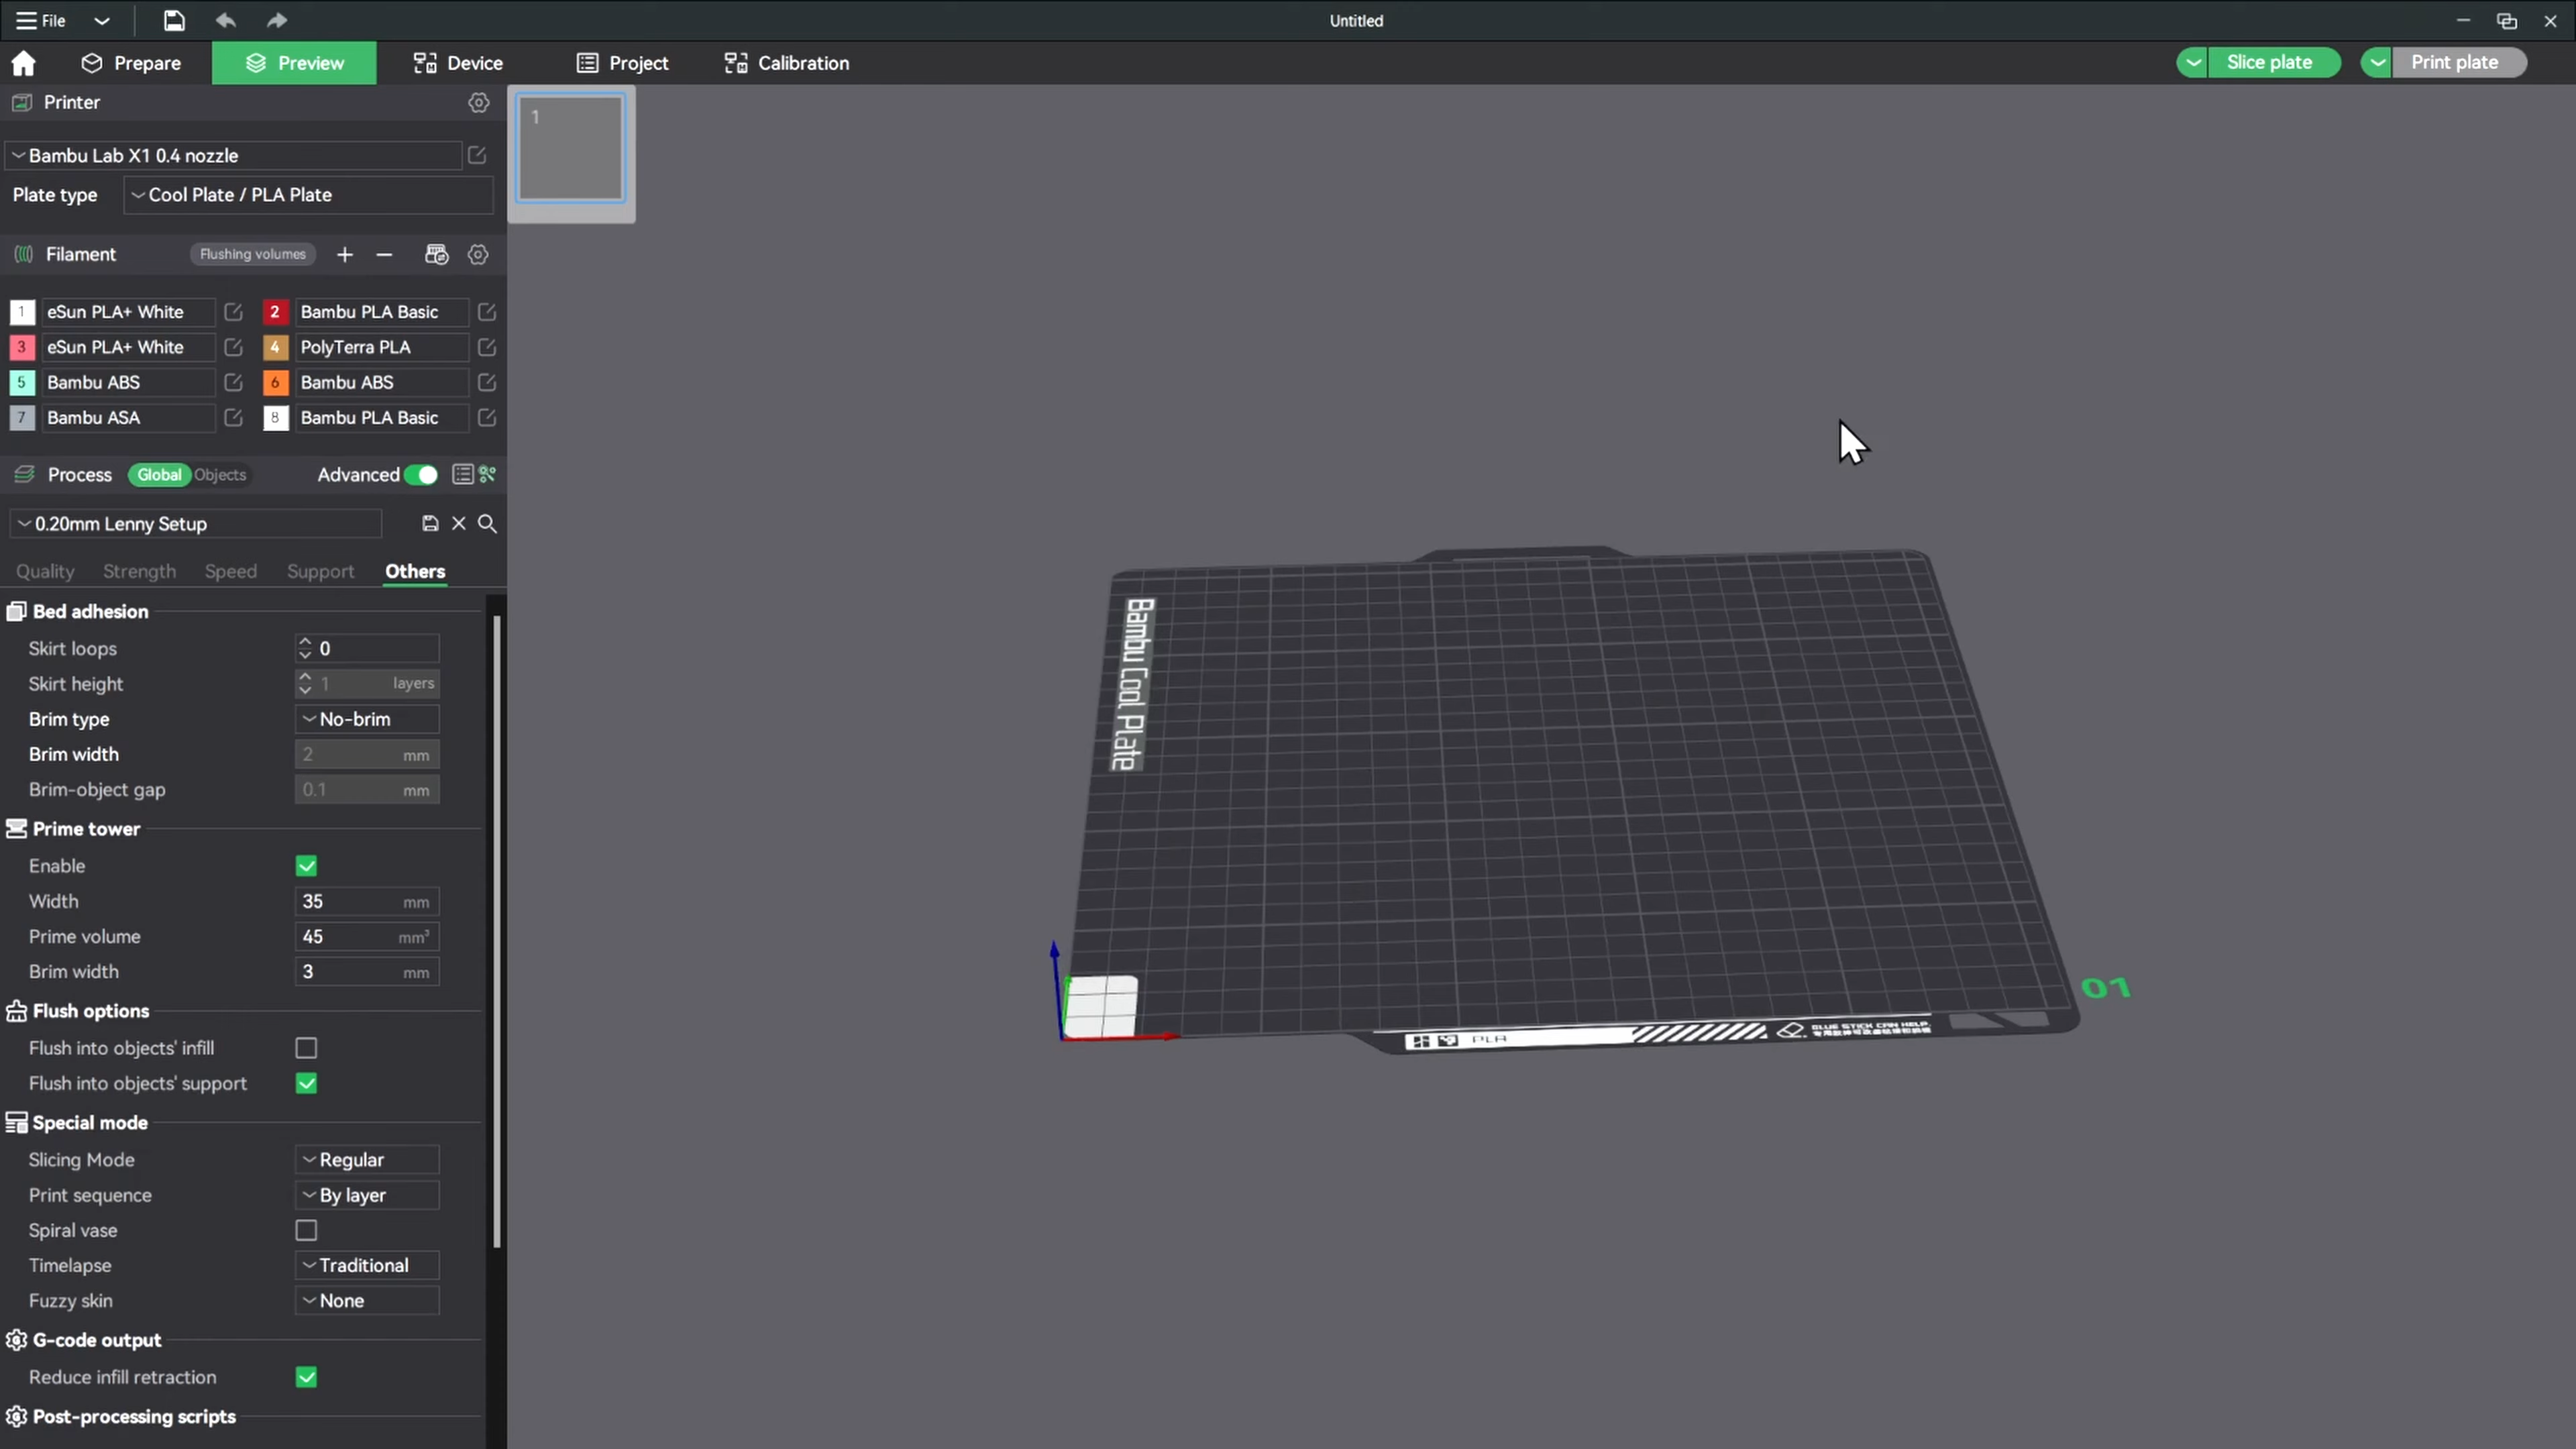 File
Untitled
Prepare
Preview
Device
Project
Calibration
Slice plate
Print plate
Printer
Bambu Lab X1 0.4 nozzle
Plate type
Cool Plate / PLA Plate
Filament
Flushing volumes
1 eSun PLA+ White
2 Bambu PLA Basic
3 eSun PLA+ White
4 PolyTerra PLA
5 Bambu ABS
6 Bambu ABS
7 Bambu ASA
8 Bambu PLA Basic
Process
Global
Objects
Advanced
0.20mm Lenny Setup
Quality
Strength
Speed
Support
Others
Bed adhesion
Skirt loops 0
Skirt height 1 layers
Brim type No-brim
Brim width 2 mm
Brim-object gap 0.1 mm
Prime tower
Enable
Width 35 mm
Prime volume 45 mm³
Brim width 3 mm
Flush options
Flush into objects' infill
Flush into objects' support
Special mode
Slicing Mode Regular
Print sequence By layer
Spiral vase
Timelapse Traditional
Fuzzy skin None
G-code output
Reduce infill retraction
Post-processing scripts
1
Bambu Cool Plate
01
PLA
GLUE STICK CAN HELP.